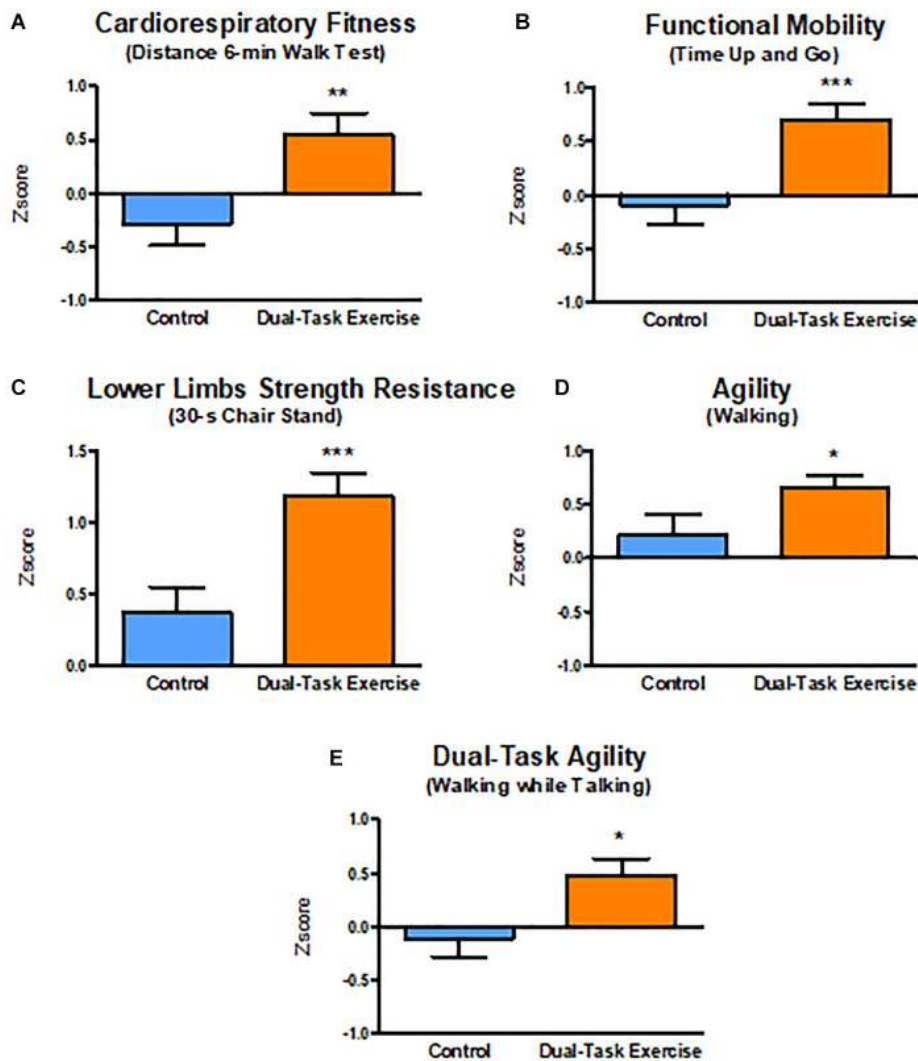 A
Cardiorespiratory Fitness
(Distance 6-min Walk Test)
1.0
**
0.5
0.0
-0.5
-1.0
Zscore
Control
Dual-Task Exercise
B
Functional Mobility
(Time Up and Go)
1.0
***
0.5
0.0
-0.5
-1.0
Zscore
Control
Dual-Task Exercise
C
Lower Limbs Strength Resistance
(30-s Chair Stand)
1.5
***
1.0
0.5
0.0
Zscore
Control
Dual-Task Exercise
D
Agility
(Walking)
1.0
*
0.5
0.0
-0.5
-1.0
Zscore
Control
Dual-Task Exercise
E
Dual-Task Agility
(Walking while Talking)
1.0
*
0.5
0.0
-0.5
-1.0
Zscore
Control
Dual-Task Exercise